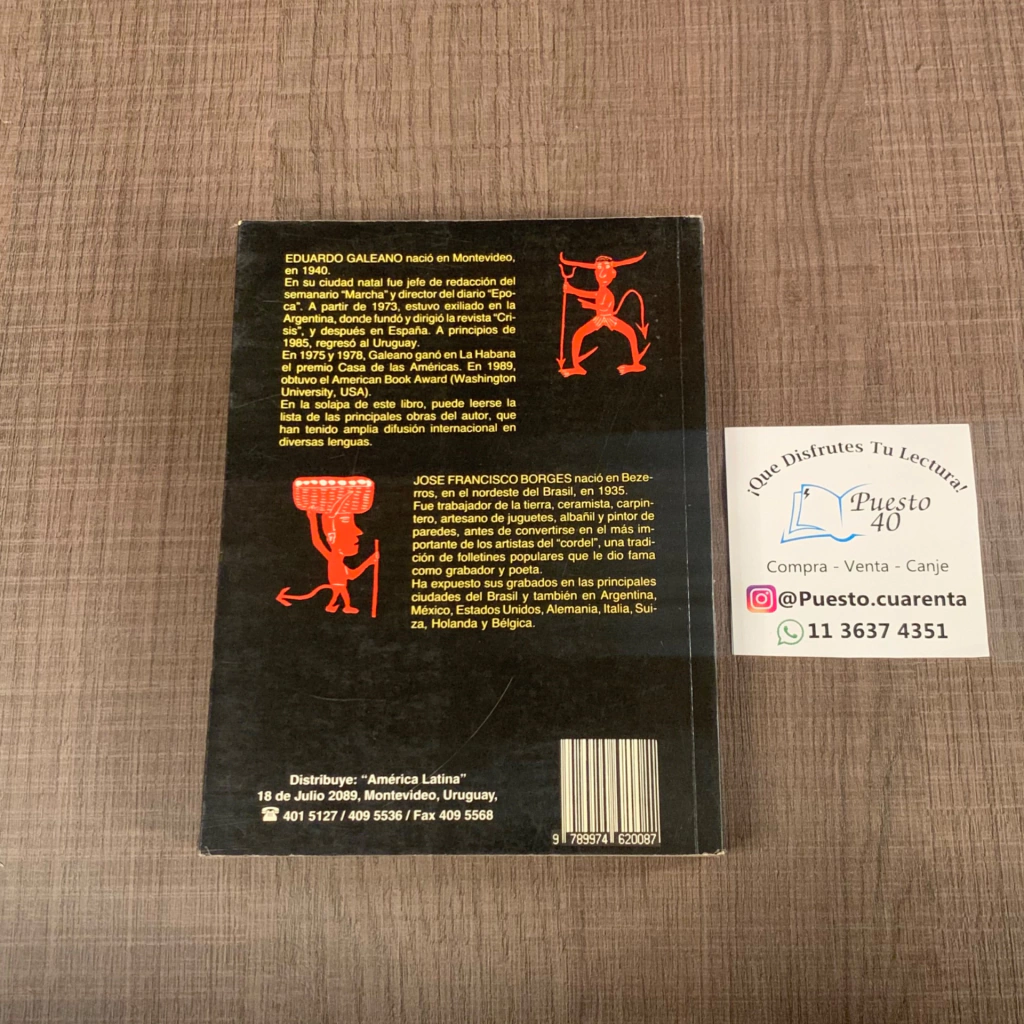 EDUARDO GALEANO nació en Montevideo,
en 1940.
En su ciudad natal fue jefe de redacción del
semanario “Marcha” y director del diario “Epo-
ca”. A partir de 1973, estuvo exiliado en la
Argentina, donde fundó y dirigió la revista “Cri-
sis”, y después en España. A principios de
1985, regresó al Uruguay.
En 1975 y 1978, Galeano ganó en La Habana
el premio Casa de las Américas. En 1989,
obtuvo el American Book Award (Washington
University, USA).
En la solapa de este libro, puede leerse la
lista de las principales obras del autor, que
han tenido amplia difusión internacional en
diversas lenguas.
JOSE FRANCISCO BORGES nació en Beze-
rros, en el nordeste del Brasil, en 1935.
Fue trabajador de la tierra, ceramista, carpin-
tero, artesano de juguetes, albañil y pintor de
paredes, antes de convertirse en el más im-
portante de los artistas del “cordel”, una tradi-
ción de folletines populares que le dio fama
como grabador y poeta.
Ha expuesto sus grabados en las principales
ciudades del Brasil y también en Argentina,
México, Estados Unidos, Alemania, Italia, Sui-
za, Holanda y Bélgica.
Distribuye: “América Latina”
18 de Julio 2089, Montevideo, Uruguay,
☎ 401 5127 / 409 5536 / Fax 409 5568
9 789974 620087
¡Que Disfrutes Tu Lectura!
Puesto
40
Compra - Venta - Canje
@Puesto.cuarenta
11 3637 4351